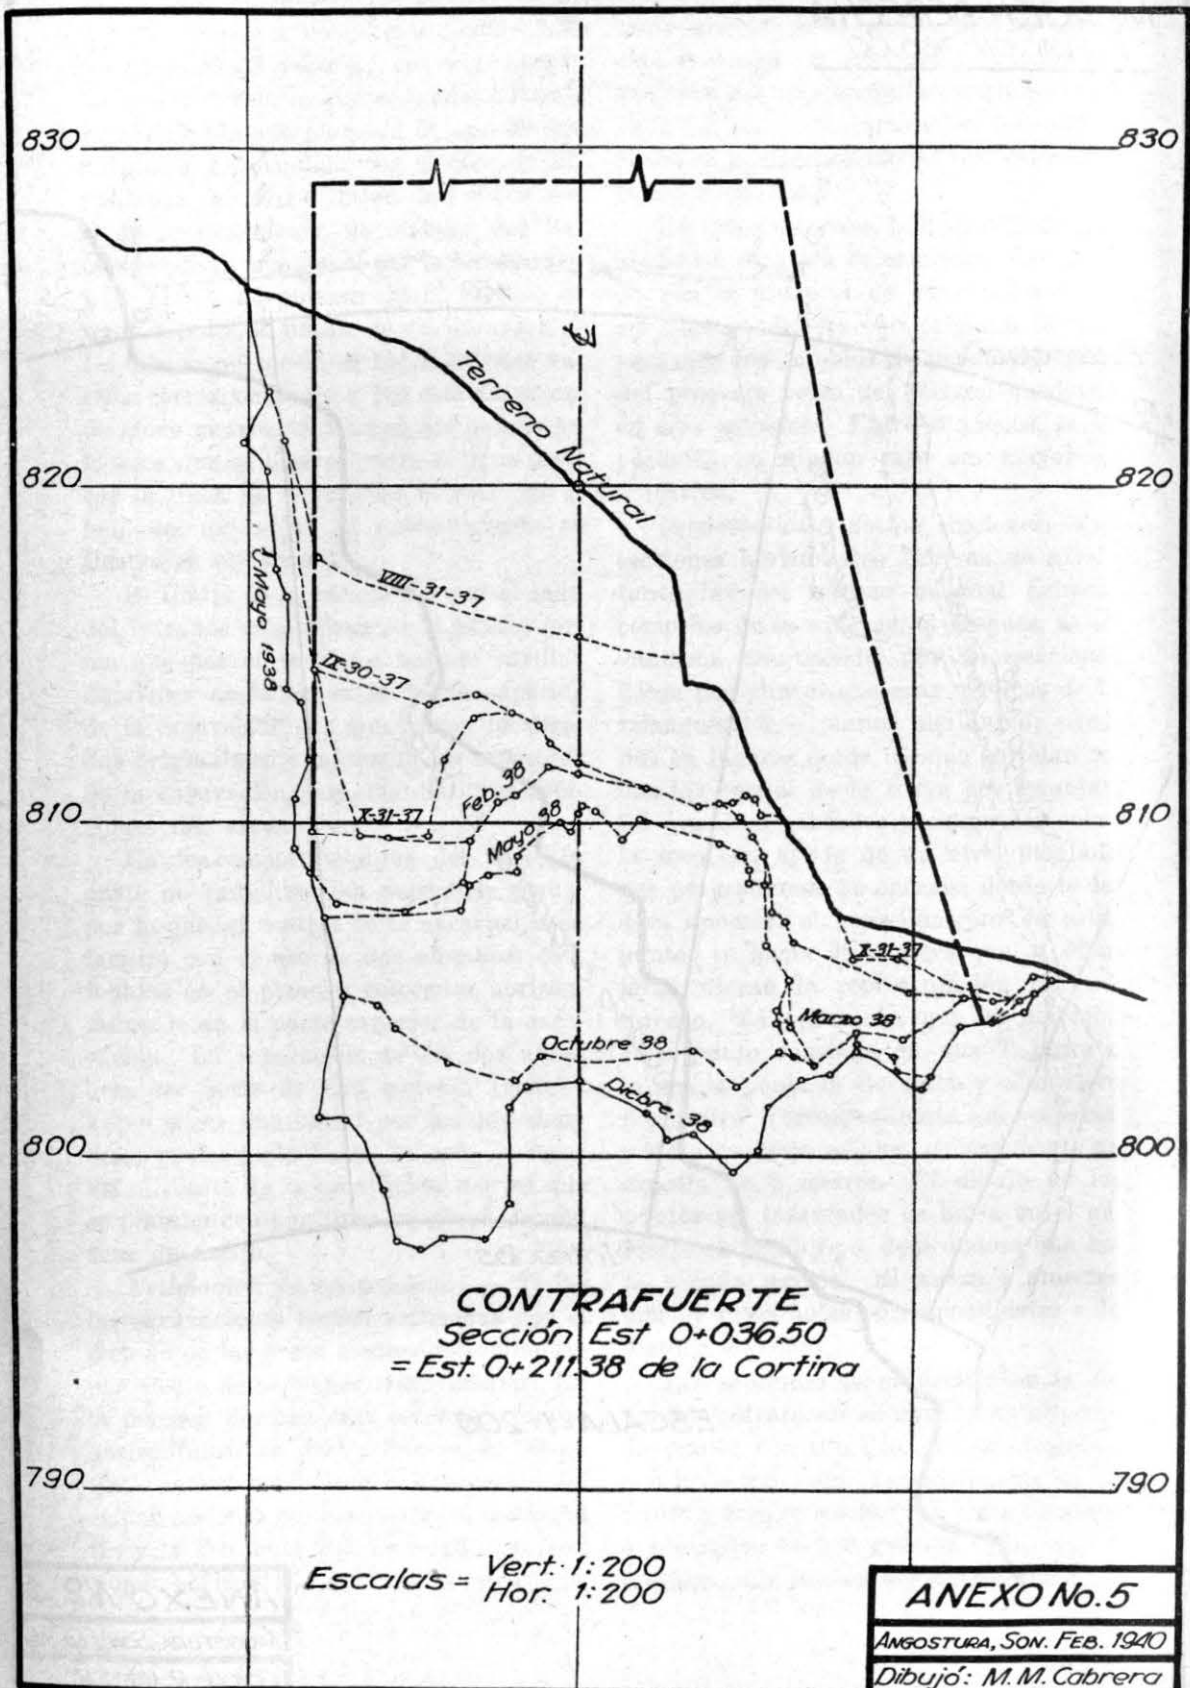 830 830
Terreno Natural
820 820
VIII-31-37
IX-30-37
Mayo 1938
Feb. 38
X-31-37
Mayo 38
810 810
X-31-37
Marzo 38
Octubre 38
Dicbre. 38
800 800
CONTRAFUERTE
Sección Est 0+036.50
= Est. 0+211.38 de la Cortina
790 790
Escalas = Vert. 1:200
Hor. 1:200
ANEXO No. 5
ANGOSTURA, SON. FEB. 1940
Dibujó: M. M. Cabrera